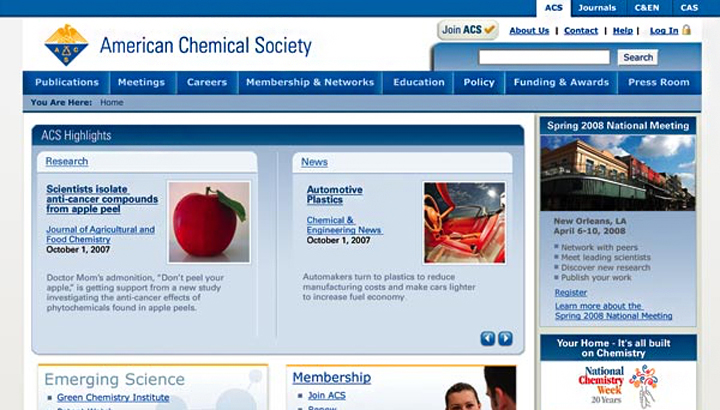 ACS Journals C&EN CAS
Join ACS About Us | Contact | Help | Log In
American Chemical Society
Search
Publications Meetings Careers Membership & Networks Education Policy Funding & Awards Press Room
You Are Here: Home
ACS Highlights
Research
Scientists isolate
anti-cancer compounds
from apple peel
Journal of Agricultural and
Food Chemistry
October 1, 2007
Doctor Mom's admonition, "Don't peel your
apple," is getting support from a new study
investigating the anti-cancer effects of
phytochemicals found in apple peels.
News
Automotive
Plastics
Chemical &
Engineering News
October 1, 2007
Automakers turn to plastics to reduce
manufacturing costs and make cars lighter
to increase fuel economy
Spring 2008 National Meeting
New Orleans, LA
April 6-10, 2008
Network with peers
Meet leading scientists
Discover new research
Publish your work
Register
Learn more about the
Spring 2008 National Meeting
Your Home - It's all built
on Chemistry
National
Chemistry
Week
20 Years
Emerging Science
Green Chemistry Institute
Membership
Join ACS